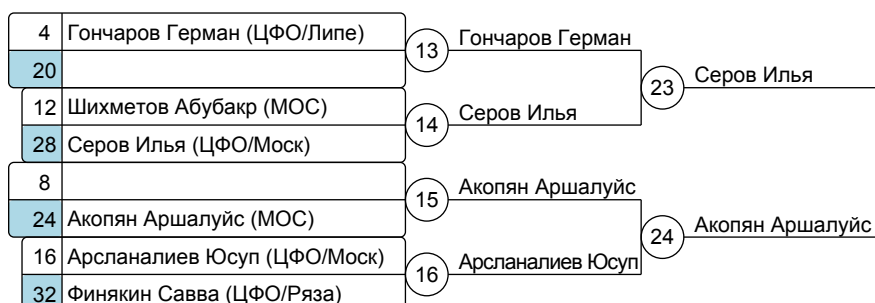 4 Гончаров Герман (ЦФО/Липе)
13 Гончаров Герман
20
23 Серов Илья
12 Шихметов Абубакр (МОС)
14 Серов Илья
28 Серов Илья (ЦФО/Моск)
8
15 Акопян Аршалуйс
24 Акопян Аршалуйс (МОС)
24 Акопян Аршалуйс
16 Арсланалиев Юсуп (ЦФО/Моск)
16 Арсланалиев Юсуп
32 Финякин Савва (ЦФО/Ряза)